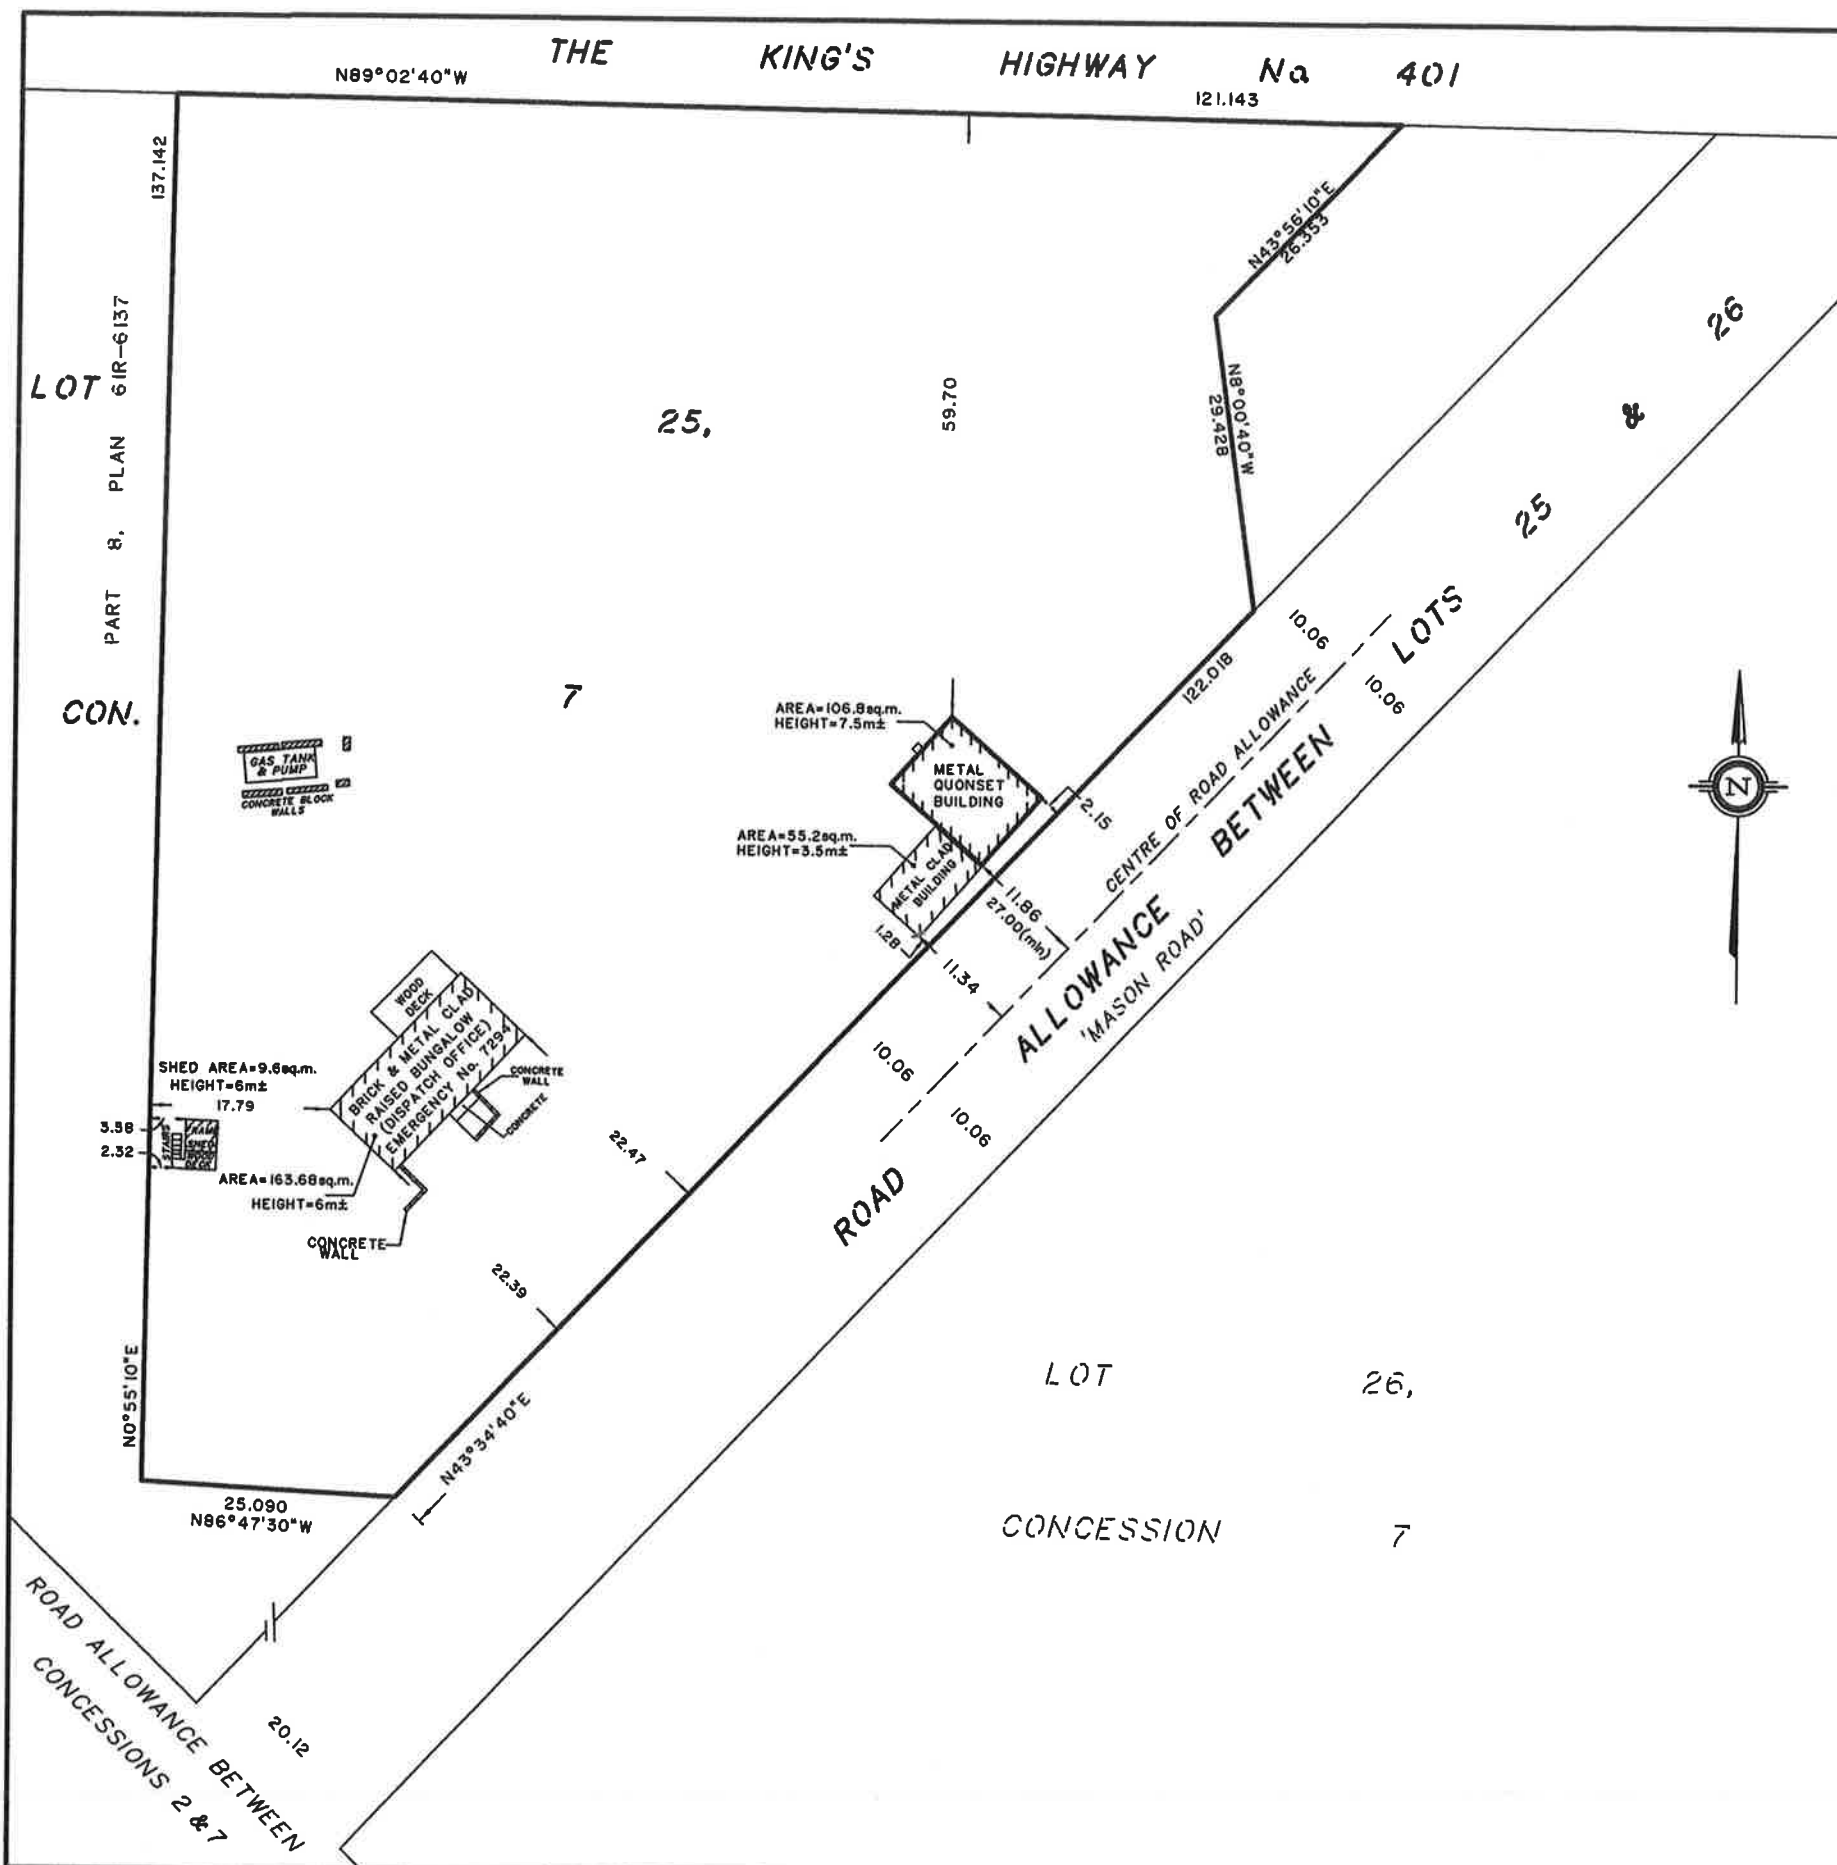 THE KING'S HIGHWAY No 401
N89°02'40"W
121.143
137.142
N43°56'10"E
26.353
LOT
PART 8, PLAN 61R-6137
25,
59.70
N8°00'40"W
29.428
26
&
25
LOTS
CON.
7
10.06
10.06
122.018
CENTRE OF ROAD ALLOWANCE
BETWEEN
AREA=106.8sq.m.
HEIGHT=7.5m±
METAL
QUONSET
BUILDING
2.15
GAS TANK
& PUMP
CONCRETE BLOCK
WALLS
AREA=55.2sq.m.
HEIGHT=3.5m±
METAL CLAD
BUILDING
11.86
27.00(min)
1.28
11.34
ALLOWANCE
'MASON ROAD'
N
WOOD
DECK
BRICK & METAL CLAD
RAISED BUNGALOW
(DISPATCH OFFICE)
EMERGENCY No. 7294
CONCRETE
WALL
CONCRETE
SHED AREA=9.6sq.m.
HEIGHT=6m±
17.79
3.58
2.32
STAIRS
FRAME
SHED
WOOD
DECK
AREA=163.68sq.m.
HEIGHT=6m±
CONCRETE
WALL
10.06
10.06
22.47
ROAD
22.39
N0°55'10"E
N43°34'40"E
LOT 26,
25.090
N86°47'30"W
CONCESSION 7
ROAD ALLOWANCE BETWEEN
CONCESSIONS 2 & 7
20.12